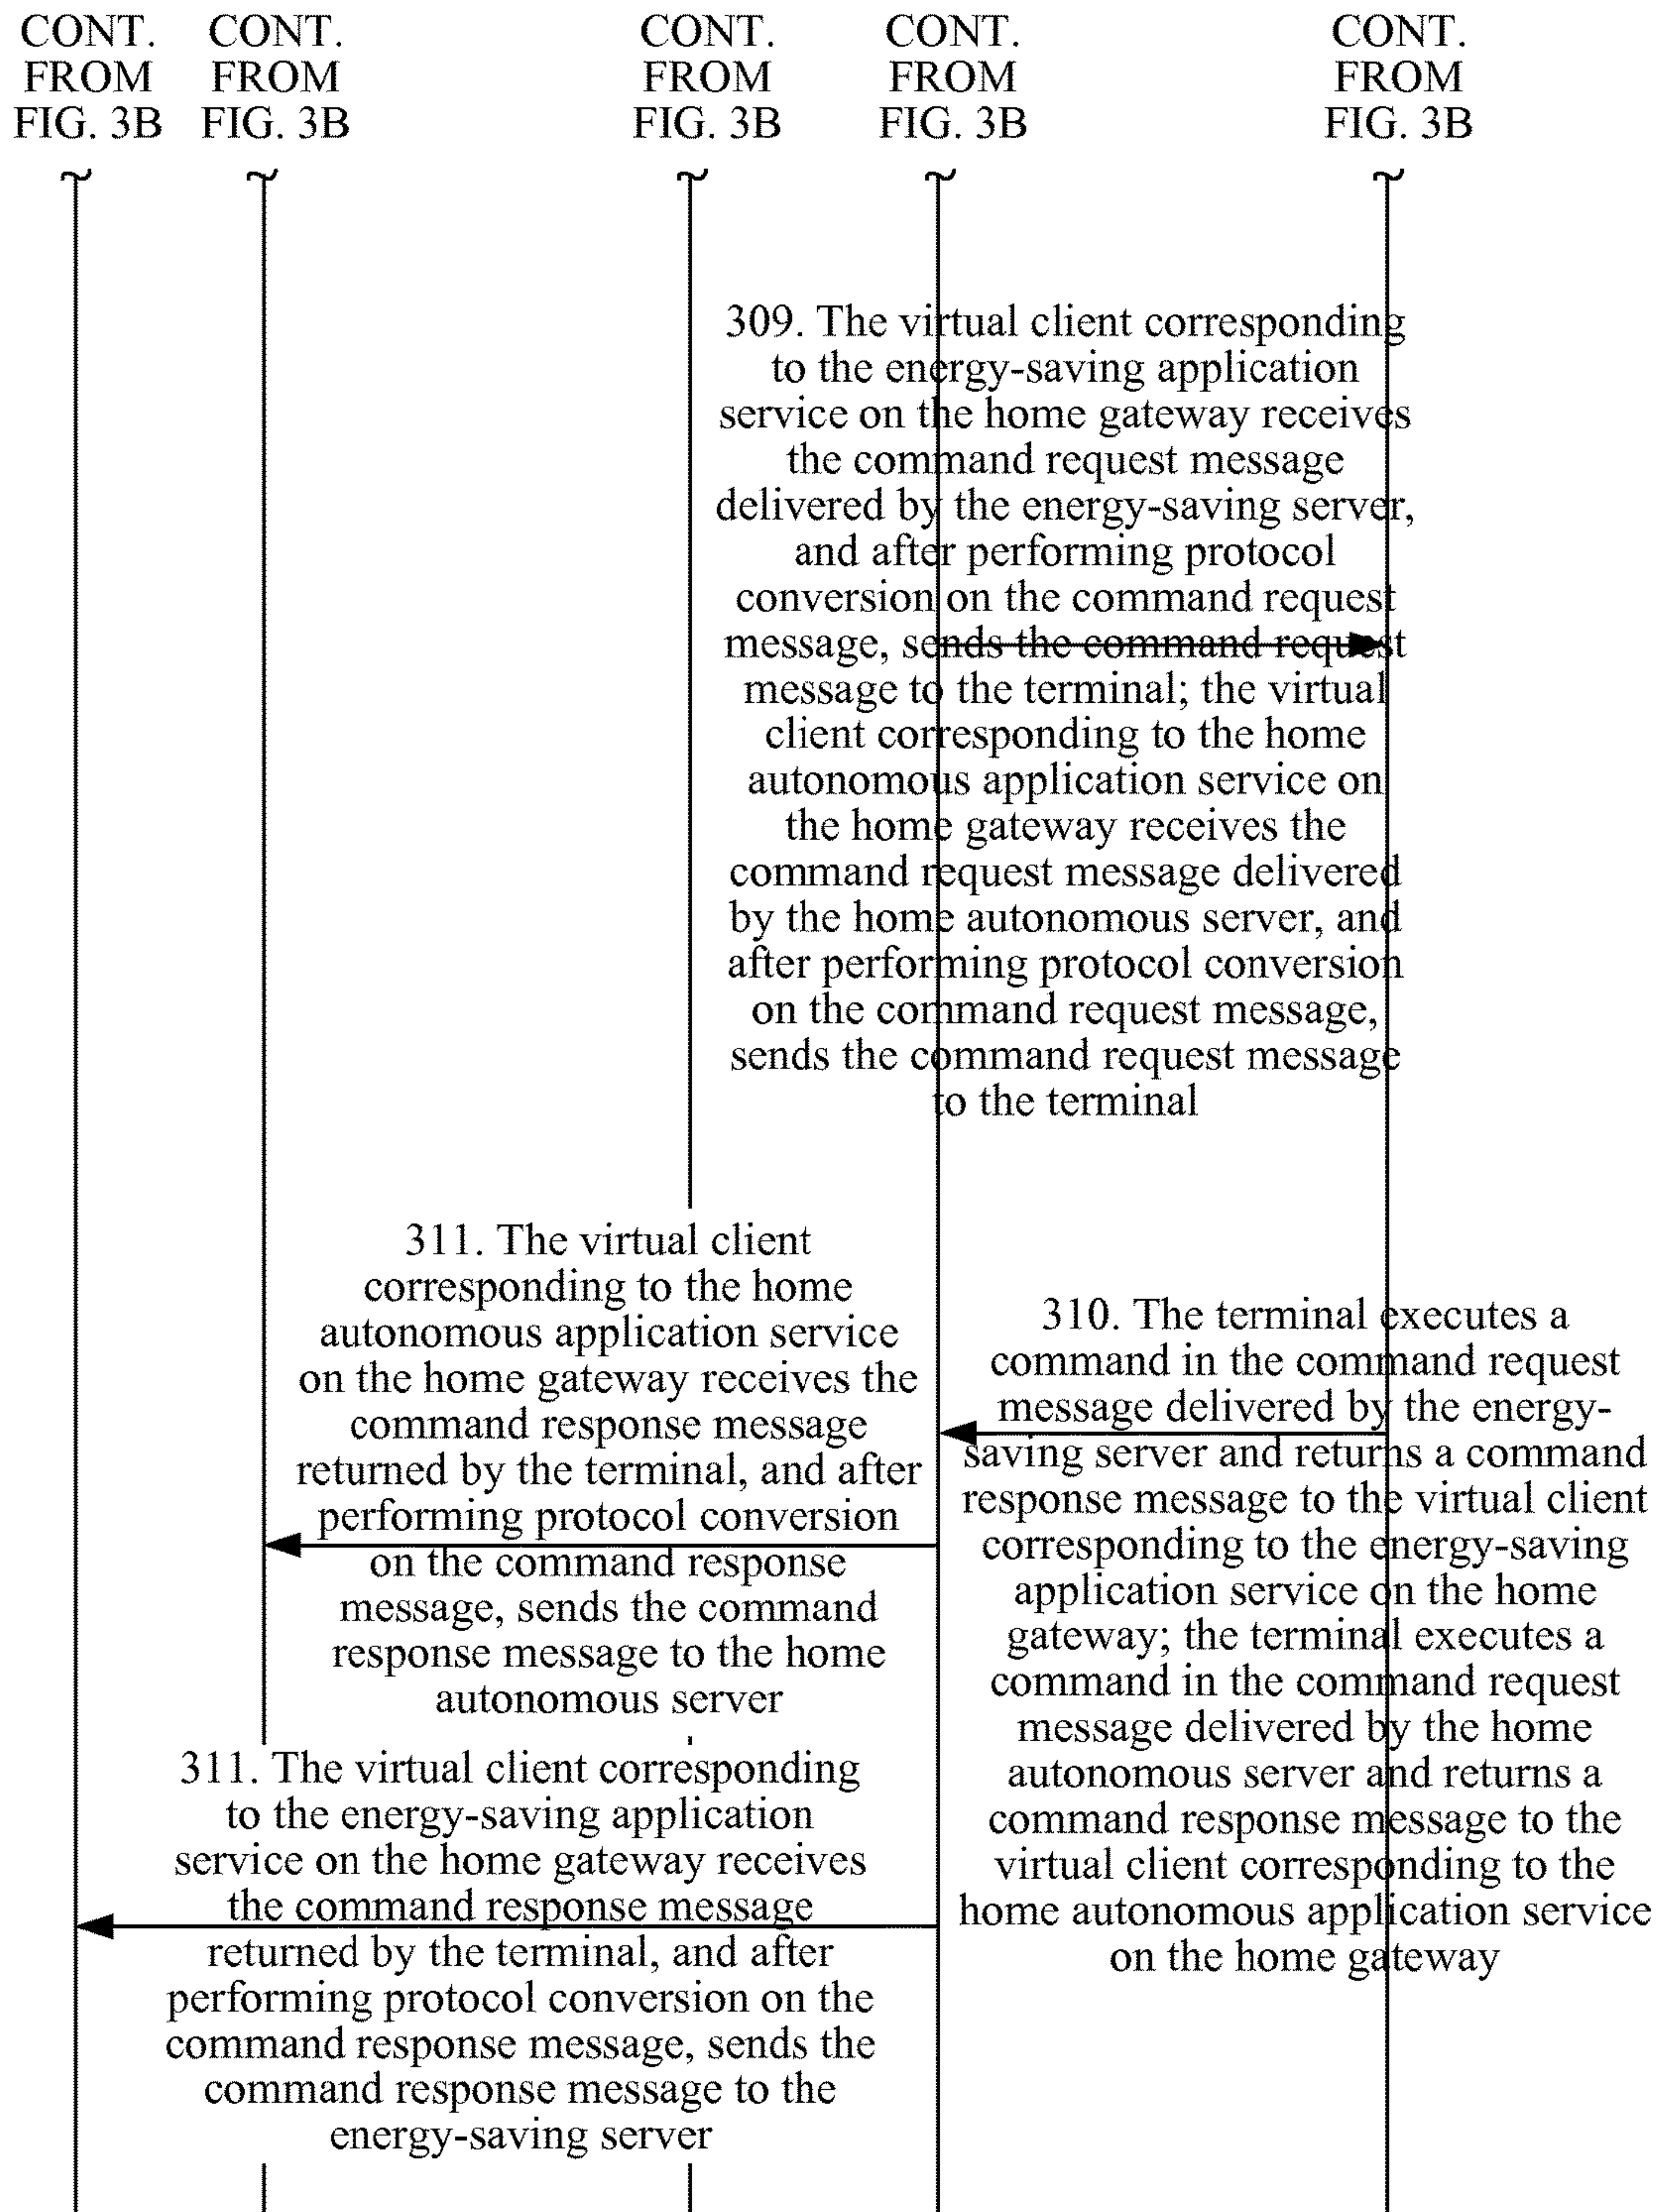 CONT.
FROM
FIG. 3B
CONT.
FROM
FIG. 3B
CONT.
FROM
FIG. 3B
CONT.
FROM
FIG. 3B
CONT.
FROM
FIG. 3B
309. The virtual client corresponding
to the energy-saving application
service on the home gateway receives
the command request message
delivered by the energy-saving server,
and after performing protocol
conversion on the command request
message, sends the command request
message to the terminal; the virtual
client corresponding to the home
autonomous application service on
the home gateway receives the
command request message delivered
by the home autonomous server, and
after performing protocol conversion
on the command request message,
sends the command request message
to the terminal
311. The virtual client
corresponding to the home
autonomous application service
on the home gateway receives the
command response message
returned by the terminal, and after
performing protocol conversion
on the command response
message, sends the command
response message to the home
autonomous server
310. The terminal executes a
command in the command request
message delivered by the energy-
saving server and returns a command
response message to the virtual client
corresponding to the energy-saving
application service on the home
gateway; the terminal executes a
command in the command request
message delivered by the home
autonomous server and returns a
command response message to the
virtual client corresponding to the
home autonomous application service
on the home gateway
311. The virtual client corresponding
to the energy-saving application
service on the home gateway receives
the command response message
returned by the terminal, and after
performing protocol conversion on the
command response message, sends the
command response message to the
energy-saving server